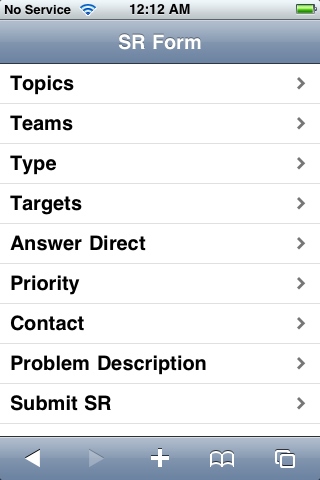 No Service 12:12 AM
SR Form
Topics
Teams
Type
Targets
Answer Direct
Priority
Contact
Problem Description
Submit SR